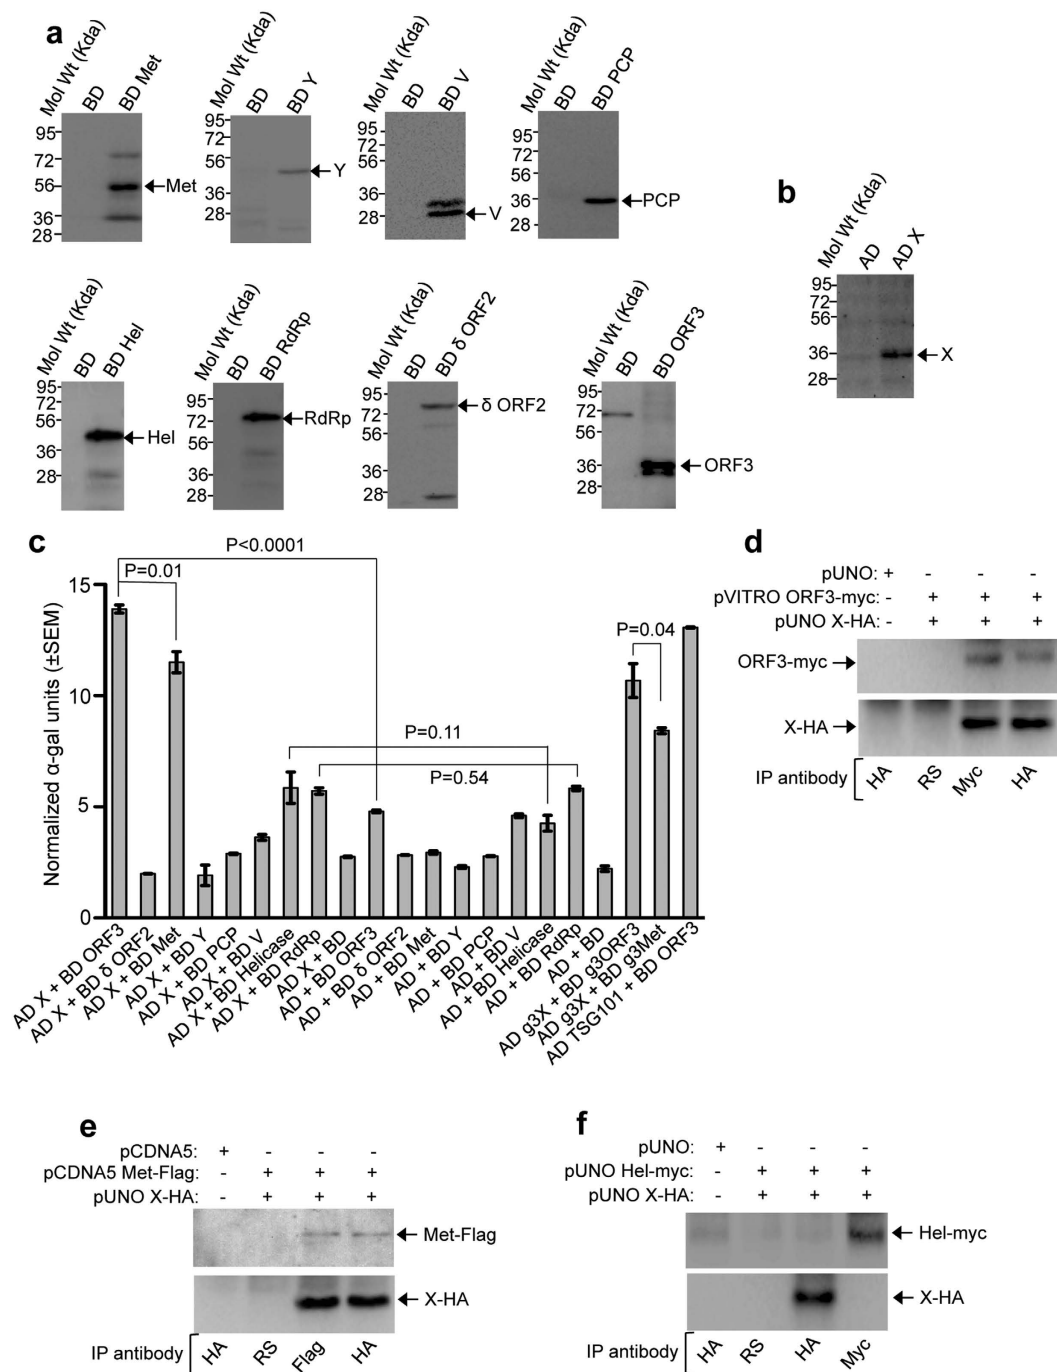 a
Mol Wt (Kda) BD BD Met
95
72
56
36
28
Met
Mol Wt (Kda) BD BD Y
95
72
56
36
28
Y
Mol Wt (Kda) BD BD V
95
72
56
36
28
V
Mol Wt (Kda) BD BD PCP
95
72
56
36
28
PCP
b
Mol Wt (Kda) AD AD X
95
72
56
36
28
X
Mol Wt (Kda) BD BD Hel
95
72
56
36
28
Hel
Mol Wt (Kda) BD BD RdRp
95
72
56
36
28
RdRp
Mol Wt (Kda) BD BD δ ORF2
95
72
56
36
28
δ ORF2
Mol Wt (Kda) BD BD ORF3
95
72
56
36
28
ORF3
c
Normalized α-gal units (±SEM)
15
10
5
0
P<0.0001
P=0.01
P=0.11
P=0.54
P=0.04
AD X + BD ORF3
AD X + BD δ ORF2
AD X + BD Met
AD X + BD Y
AD X + BD PCP
AD X + BD V
AD X + BD Helicase
AD X + BD RdRp
AD X + BD
AD + BD ORF3
AD + BD δ ORF2
AD + BD Met
AD + BD Y
AD + BD PCP
AD + BD V
AD + BD Helicase
AD + BD RdRp
AD + BD
AD g3X + BD g3ORF3
AD g3X + BD g3Met
AD TSG101 + BD ORF3
d
pUNO: + - - -
pVITRO ORF3-myc: - + + +
pUNO X-HA: - + + +
ORF3-myc
X-HA
IP antibody HA RS Myc HA
e
pCDNA5: + - - -
pCDNA5 Met-Flag: - + + +
pUNO X-HA: - + + +
Met-Flag
X-HA
IP antibody HA RS Flag HA
f
pUNO: + - - -
pUNO Hel-myc: - + + +
pUNO X-HA: - + + +
Hel-myc
X-HA
IP antibody HA RS HA Myc